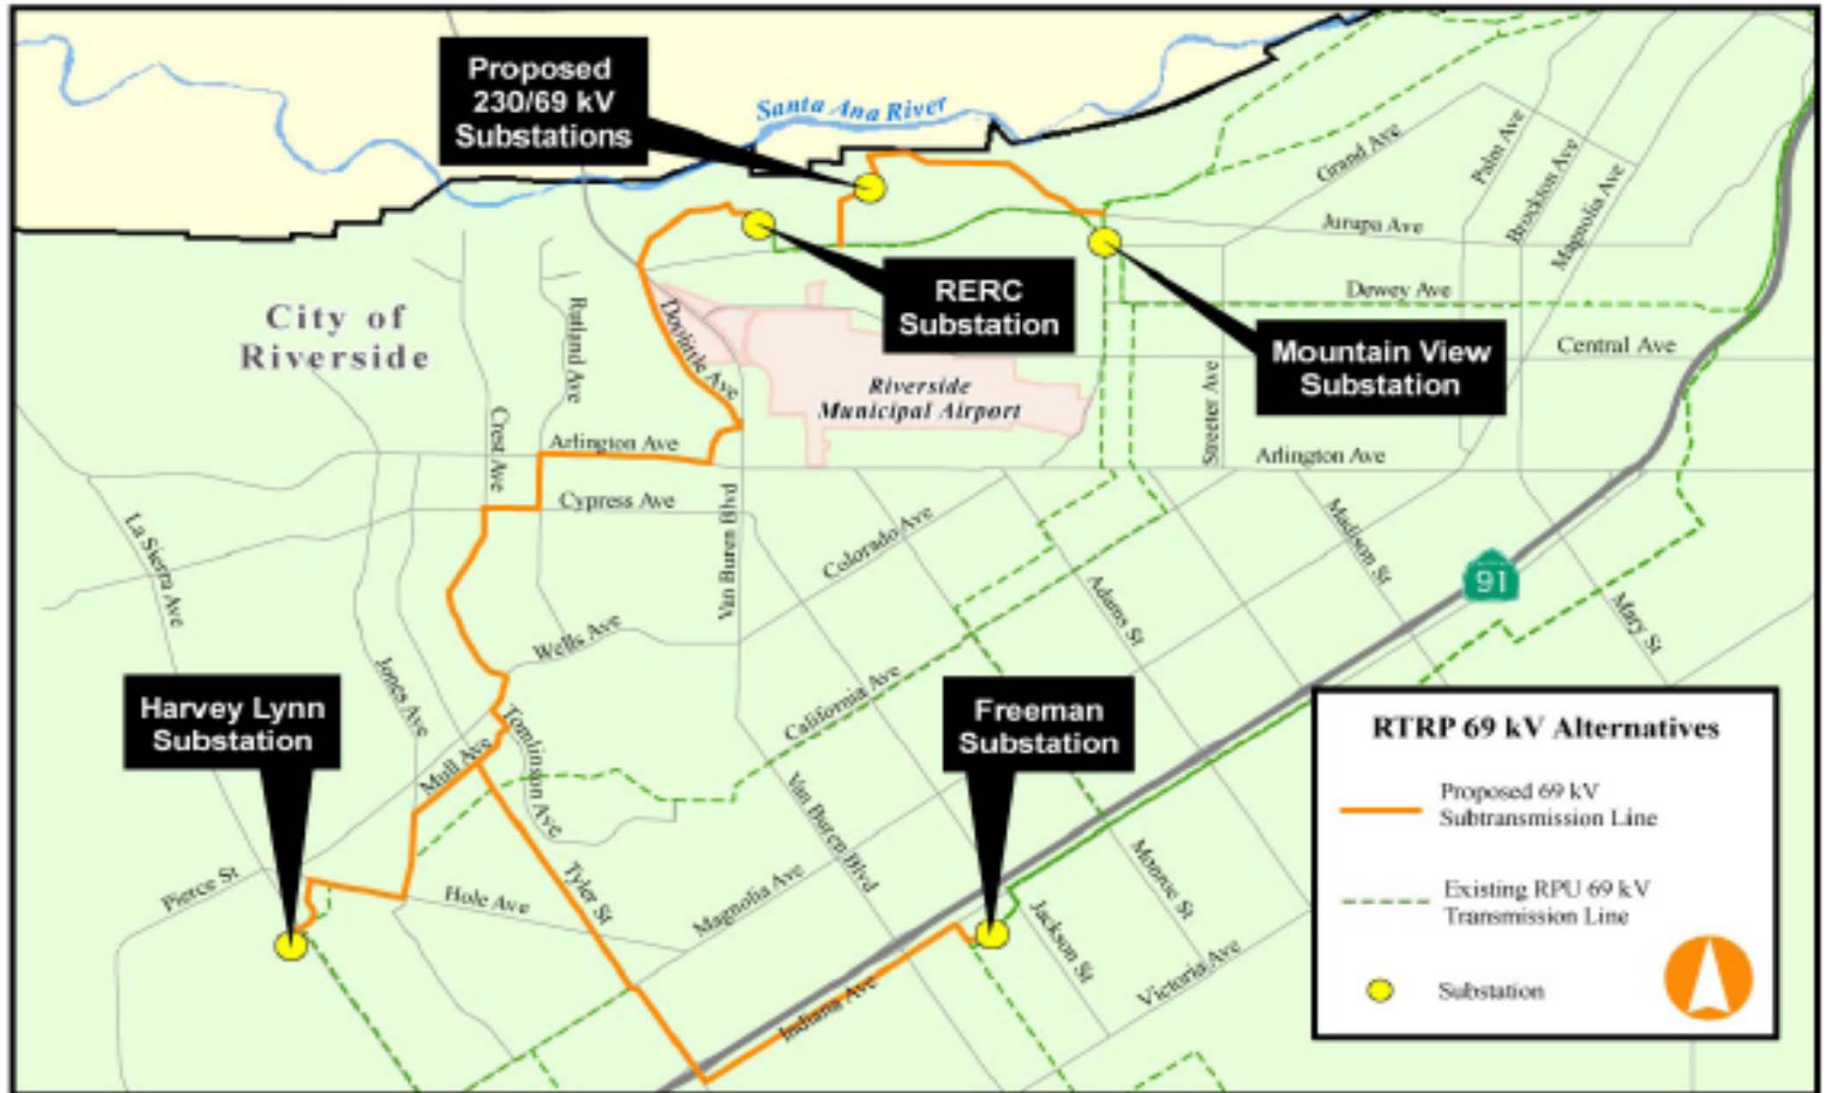 Proposed
230/69 kV
Substations
Santa Ana River
Grand Ave
Palm Ave
Brockton Ave
Magnolia Ave
Jurupa Ave
RERC
Substation
Dewey Ave
City of
Riverside
Rutland Ave
Doolittle Ave
Mountain View
Substation
Central Ave
Riverside
Municipal Airport
Streeter Ave
Crest Ave
Arlington Ave
Arlington Ave
Cypress Ave
Van Buren Blvd
Colorado Ave
Madison St
La Sierra Ave
91
Adams St
Mary St
Wells Ave
Jones Ave
California Ave
Harvey Lynn
Substation
Freeman
Substation
Tomlinson Ave
Mull Ave
Van Buren Blvd
Monroe St
Pierce St
Hole Ave
Tyler St
Magnolia Ave
Jackson St
Victoria Ave
Indiana Ave
RTRP 69 kV Alternatives
Proposed 69 kV
Subtransmission Line
Existing RPU 69 kV
Transmission Line
Substation